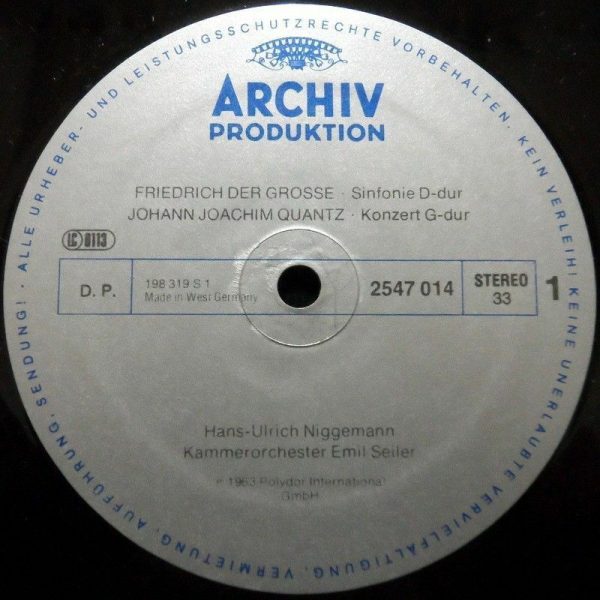 ALLE URHEBER- UND LEISTUNGSSCHUTZRECHTE VORBEHALTEN. KEIN VERLEIH! KEINE UNERLAUBTE VERVIELFÄLTIGUNG, VERMIETUNG, AUFFÜHRUNG, SENDUNG!
ARCHIV
PRODUKTION
FRIEDRICH DER GROSSE · Sinfonie D-dur
JOHANN JOACHIM QUANTZ · Konzert G-dur
LC 0113
D. P.
198 319 S 1
Made in West Germany
2547 014
STEREO
33
1
Hans-Ulrich Niggemann
Kammerorchester Emil Seiler
℗ 1963 Polydor International
GmbH